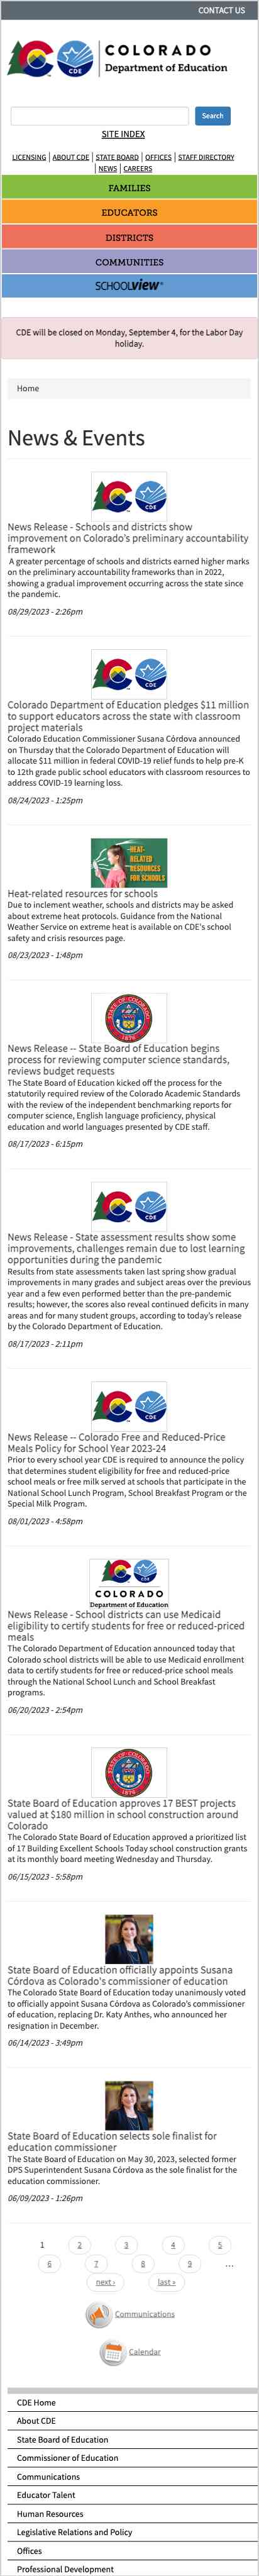 CONTACT US
COLORADO
Department of Education
CDE
Search
SITE INDEX
LICENSING | ABOUT CDE | STATE BOARD | OFFICES | STAFF DIRECTORY
| NEWS | CAREERS
FAMILIES
EDUCATORS
DISTRICTS
COMMUNITIES
SCHOOLVIEW®
CDE will be closed on Monday, September 4, for the Labor Day
holiday.
Home
News & Events
CDE
News Release - Schools and districts show
improvement on Colorado's preliminary accountability
framework
A greater percentage of schools and districts earned higher marks
on the preliminary accountability frameworks than in 2022,
showing a gradual improvement occurring across the state since
the pandemic.
08/29/2023 - 2:26pm
CDE
Colorado Department of Education pledges $11 million
to support educators across the state with classroom
project materials
Colorado Education Commissioner Susana Córdova announced
on Thursday that the Colorado Department of Education will
allocate $11 million in federal COVID-19 relief funds to help pre-K
to 12th grade public school educators with classroom resources to
address COVID-19 learning loss.
08/24/2023 - 1:25pm
HEAT-
RELATED
RESOURCES
FOR SCHOOLS
Heat-related resources for schools
Due to inclement weather, schools and districts may be asked
about extreme heat protocols. Guidance from the National
Weather Service on extreme heat is available on CDE's school
safety and crisis resources page.
08/23/2023 - 1:48pm
STATE OF COLORADO
News Release -- State Board of Education begins
process for reviewing computer science standards,
reviews budget requests
The State Board of Education kicked off the process for the
statutorily required review of the Colorado Academic Standards
with the review of the independent benchmarking reports for
computer science, English language proficiency, physical
education and world languages presented by CDE staff.
08/17/2023 - 6:15pm
CDE
News Release - State assessment results show some
improvements, challenges remain due to lost learning
opportunities during the pandemic
Results from state assessments taken last spring show gradual
improvements in many grades and subject areas over the previous
year and a few even performed better than the pre-pandemic
results; however, the scores also reveal continued deficits in many
areas and for many student groups, according to today's release
by the Colorado Department of Education.
08/17/2023 - 2:11pm
CDE
News Release -- Colorado Free and Reduced-Price
Meals Policy for School Year 2023-24
Prior to every school year CDE is required to announce the policy
that determines student eligibility for free and reduced-price
school meals or free milk served at schools that participate in the
National School Lunch Program, School Breakfast Program or the
Special Milk Program.
08/01/2023 - 4:58pm
CDE
COLORADO
Department of Education
News Release - School districts can use Medicaid
eligibility to certify students for free or reduced-priced
meals
The Colorado Department of Education announced today that
Colorado school districts will be able to use Medicaid enrollment
data to certify students for free or reduced-price school meals
through the National School Lunch and School Breakfast
programs.
06/20/2023 - 2:54pm
STATE OF COLORADO
State Board of Education approves 17 BEST projects
valued at $180 million in school construction around
Colorado
The Colorado State Board of Education approved a prioritized list
of 17 Building Excellent Schools Today school construction grants
at its monthly board meeting Wednesday and Thursday.
06/15/2023 - 5:58pm
State Board of Education officially appoints Susana
Córdova as Colorado's commissioner of education
The Colorado State Board of Education today unanimously voted
to officially appoint Susana Córdova as Colorado's commissioner
of education, replacing Dr. Katy Anthes, who announced her
resignation in December.
06/14/2023 - 3:49pm
State Board of Education selects sole finalist for
education commissioner
The State Board of Education on May 30, 2023, selected former
DPS Superintendent Susana Córdova as the sole finalist for the
education commissioner.
06/09/2023 - 1:26pm
1 2 3 4 5
6 7 8 9 …
next › last »
Communications
Calendar
CDE Home
About CDE
State Board of Education
Commissioner of Education
Communications
Educator Talent
Human Resources
Legislative Relations and Policy
Offices
Professional Development